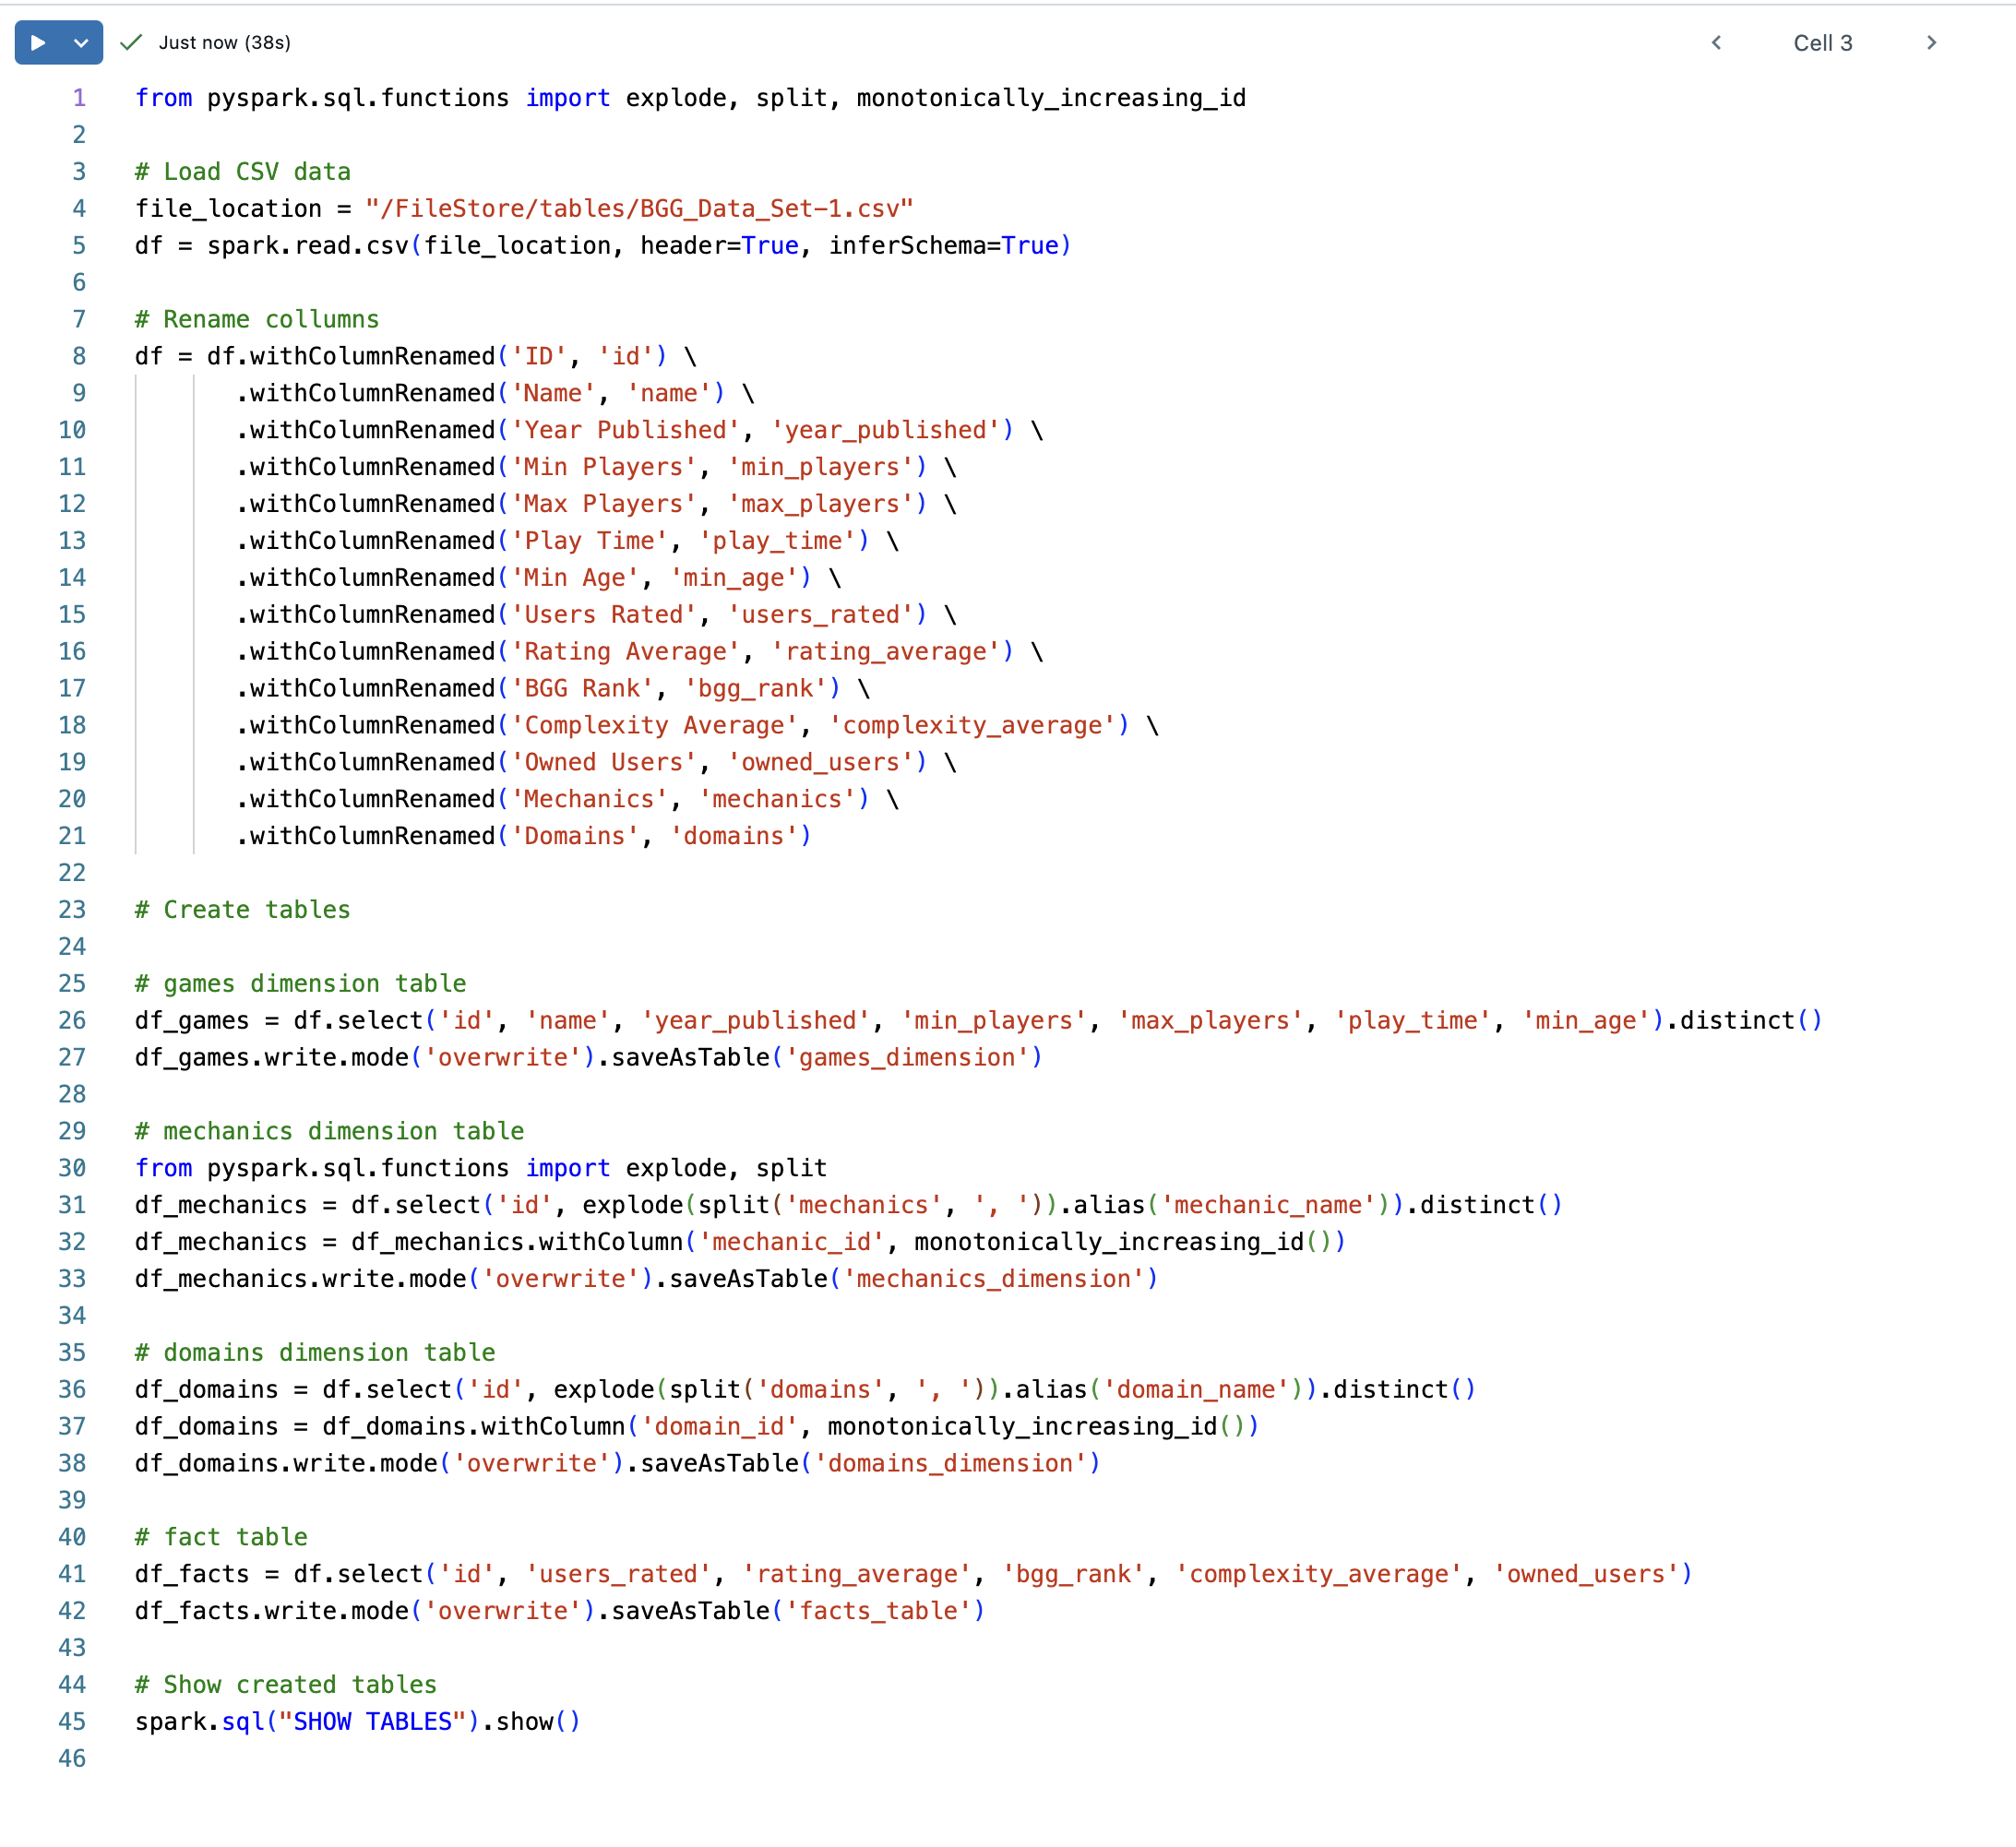 Just now (38s)
Cell 3
1 from pyspark.sql.functions import explode, split, monotonically_increasing_id
2
3 # Load CSV data
4 file_location = "/FileStore/tables/BGG_Data_Set-1.csv"
5 df = spark.read.csv(file_location, header=True, inferSchema=True)
6
7 # Rename collumns
8 df = df.withColumnRenamed('ID', 'id') \
9 .withColumnRenamed('Name', 'name') \
10 .withColumnRenamed('Year Published', 'year_published') \
11 .withColumnRenamed('Min Players', 'min_players') \
12 .withColumnRenamed('Max Players', 'max_players') \
13 .withColumnRenamed('Play Time', 'play_time') \
14 .withColumnRenamed('Min Age', 'min_age') \
15 .withColumnRenamed('Users Rated', 'users_rated') \
16 .withColumnRenamed('Rating Average', 'rating_average') \
17 .withColumnRenamed('BGG Rank', 'bgg_rank') \
18 .withColumnRenamed('Complexity Average', 'complexity_average') \
19 .withColumnRenamed('Owned Users', 'owned_users') \
20 .withColumnRenamed('Mechanics', 'mechanics') \
21 .withColumnRenamed('Domains', 'domains')
22
23 # Create tables
24
25 # games dimension table
26 df_games = df.select('id', 'name', 'year_published', 'min_players', 'max_players', 'play_time', 'min_age').distinct()
27 df_games.write.mode('overwrite').saveAsTable('games_dimension')
28
29 # mechanics dimension table
30 from pyspark.sql.functions import explode, split
31 df_mechanics = df.select('id', explode(split('mechanics', ', ')).alias('mechanic_name')).distinct()
32 df_mechanics = df_mechanics.withColumn('mechanic_id', monotonically_increasing_id())
33 df_mechanics.write.mode('overwrite').saveAsTable('mechanics_dimension')
34
35 # domains dimension table
36 df_domains = df.select('id', explode(split('domains', ', ')).alias('domain_name')).distinct()
37 df_domains = df_domains.withColumn('domain_id', monotonically_increasing_id())
38 df_domains.write.mode('overwrite').saveAsTable('domains_dimension')
39
40 # fact table
41 df_facts = df.select('id', 'users_rated', 'rating_average', 'bgg_rank', 'complexity_average', 'owned_users')
42 df_facts.write.mode('overwrite').saveAsTable('facts_table')
43
44 # Show created tables
45 spark.sql("SHOW TABLES").show()
46